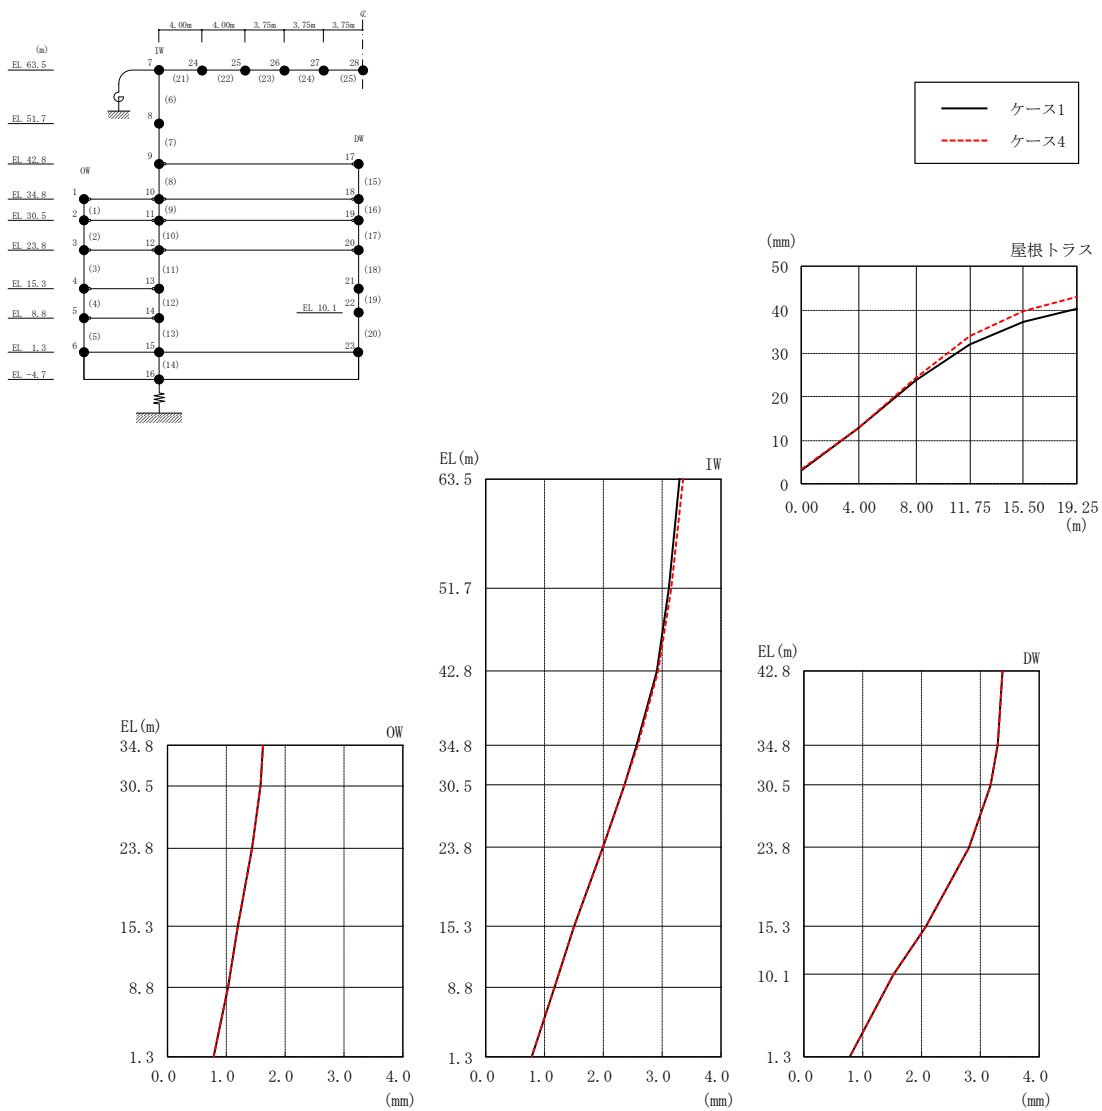 ℄
4.00m 4.00m 3.75m 3.75m 3.75m
(m)
IW
EL 63.5
7 24 25 26 27 28
(21) (22) (23) (24) (25)
(6)
EL 51.7
8
(7)
DW
EL 42.8
9 17
OW
(8) (15)
EL 34.8
1 10 18
(1) (9) (16)
EL 30.5
2 11 19
(2) (10) (17)
EL 23.8
3 12 20
(3) (11) (18)
EL 15.3
4 13 21
(4) (12) (19)
EL 10.1
22
EL 8.8
5 14
(5) (13) (20)
EL 1.3
6 15 23
(14)
EL -4.7
16
ケース1
ケース4
(mm)
屋根トラス
50
40
30
20
10
0
0.00 4.00 8.00 11.75 15.50 19.25
(m)
EL(m)
IW
63.5
51.7
42.8
34.8
30.5
23.8
15.3
8.8
1.3
0.0 1.0 2.0 3.0 4.0
(mm)
EL(m)
OW
34.8
30.5
23.8
15.3
8.8
1.3
0.0 1.0 2.0 3.0 4.0
(mm)
EL(m)
DW
42.8
34.8
30.5
23.8
15.3
10.1
1.3
0.0 1.0 2.0 3.0 4.0
(mm)